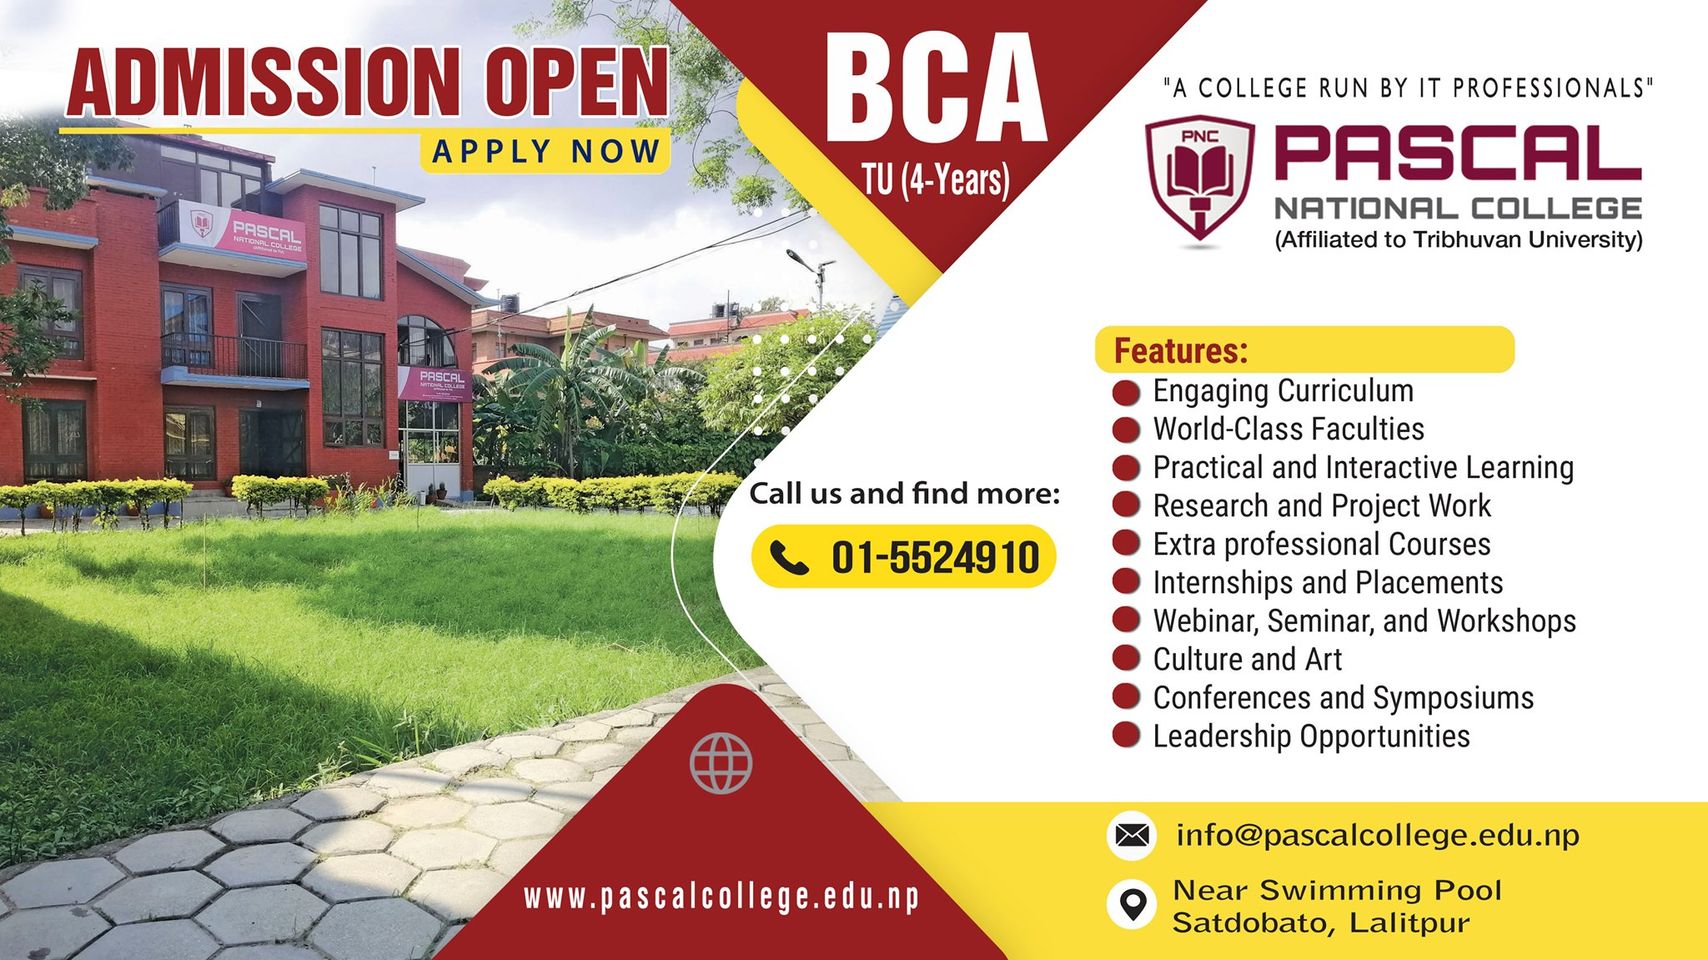 ADMISSION OPEN
APPLY NOW
BCA
TU (4-Years)
"A COLLEGE RUN BY IT PROFESSIONALS"
PNC
PASCAL
NATIONAL COLLEGE
(Affiliated to Tribhuvan University)
PASCAL
NATIONAL COLLEGE
(Affiliated to T.U.)
PASCAL
NATIONAL COLLEGE
Call us and find more:
01-5524910
Features:
Engaging Curriculum
World-Class Faculties
Practical and Interactive Learning
Research and Project Work
Extra professional Courses
Internships and Placements
Webinar, Seminar, and Workshops
Culture and Art
Conferences and Symposiums
Leadership Opportunities
www.pascalcollege.edu.np
info@pascalcollege.edu.np
Near Swimming Pool
Satdobato, Lalitpur